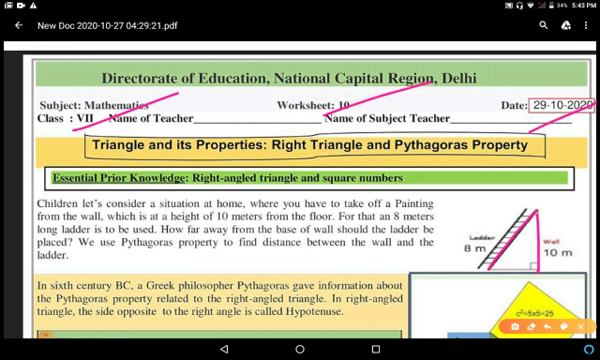 34% 5:43 PM
New Doc 2020-10-27 04:29:21.pdf
Directorate of Education, National Capital Region, Delhi
Subject: Mathematics Worksheet: 10 Date: 29-10-2020
Class : VII Name of Teacher Name of Subject Teacher
Triangle and its Properties: Right Triangle and Pythagoras Property
Essential Prior Knowledge: Right-angled triangle and square numbers
Children let's consider a situation at home, where you have to take off a Painting
from the wall, which is at a height of 10 meters from the floor. For that an 8 meters
long ladder is to be used. How far away from the base of wall should the ladder be
placed? We use Pythagoras property to find distance between the wall and the
ladder.
Ladder
8 m
Wall
10 m
In sixth century BC, a Greek philosopher Pythagoras gave information about
the Pythagoras property related to the right-angled triangle. In right-angled
triangle, the side opposite to the right angle is called Hypotenuse.
c²=5x5=25